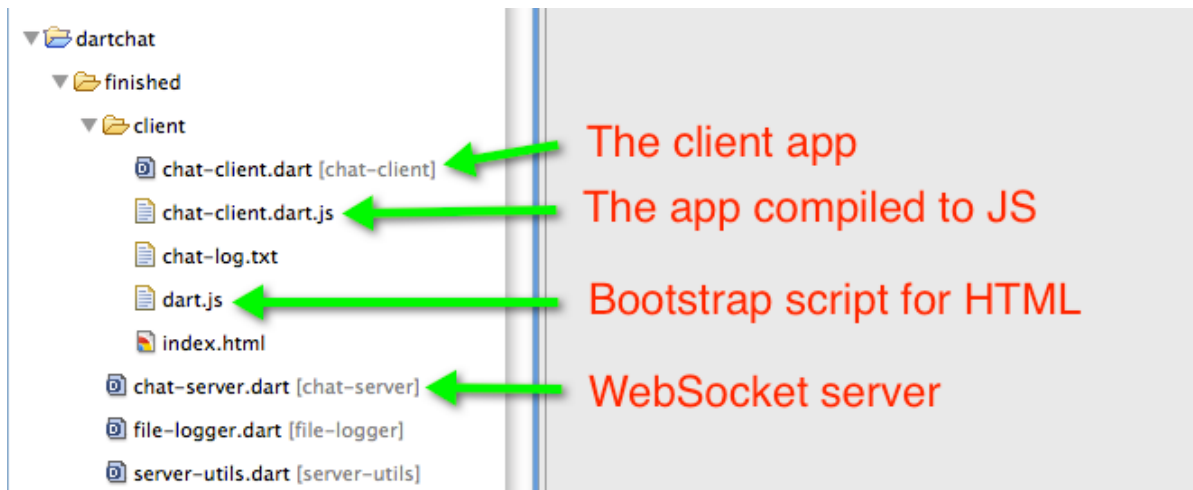 dartchat
finished
client
chat-client.dart [chat-client]
The client app
chat-client.dart.js
The app compiled to JS
chat-log.txt
dart.js
Bootstrap script for HTML
index.html
chat-server.dart [chat-server]
WebSocket server
file-logger.dart [file-logger]
server-utils.dart [server-utils]